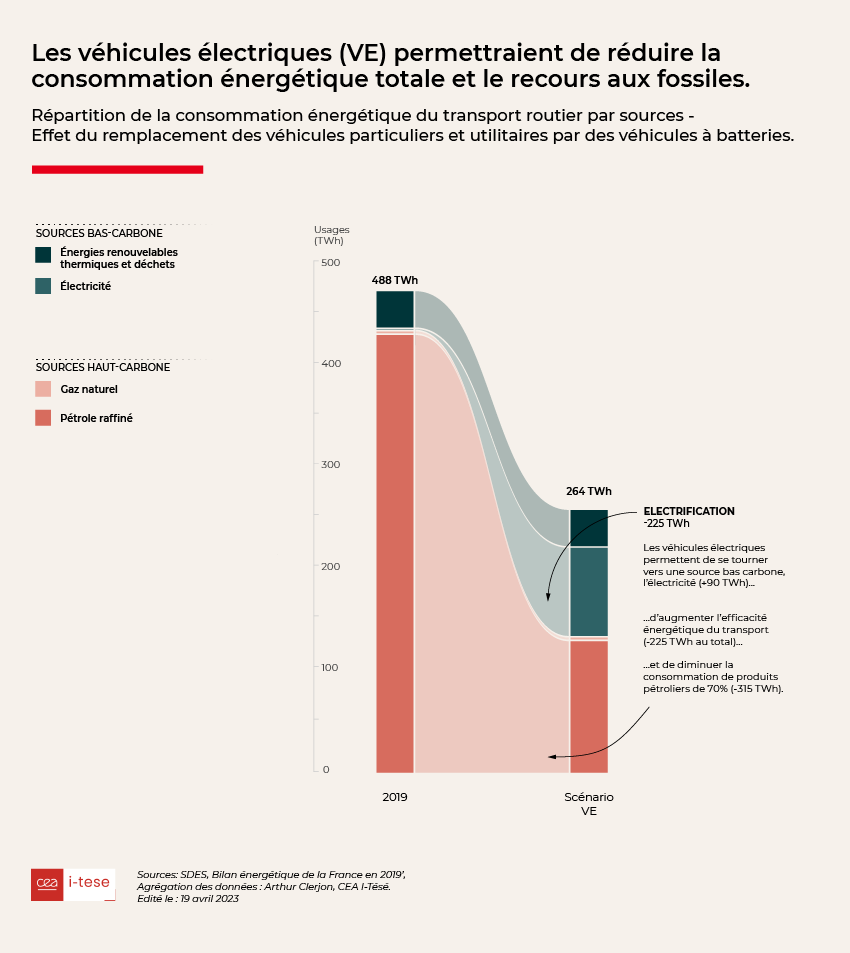 Les véhicules électriques (VE) permettraient de réduire la
consommation énergétique totale et le recours aux fossiles.
Répartition de la consommation énergétique du transport routier par sources -
Effet du remplacement des véhicules particuliers et utilitaires par des véhicules à batteries.
SOURCES BAS-CARBONE
Énergies renouvelables
thermiques et déchets
Électricité
SOURCES HAUT-CARBONE
Gaz naturel
Pétrole raffiné
Usages
(TWh)
500
400
300
200
100
0
488 TWh
264 TWh
2019
Scénario
VE
ELECTRIFICATION
-225 TWh
Les véhicules électriques
permettent de se tourner
vers une source bas carbone,
l'électricité (+90 TWh)...
...d'augmenter l'efficacité
énergétique du transport
(-225 TWh au total)...
...et de diminuer la
consommation de produits
pétroliers de 70% (-315 TWh).
cea i-tese
Sources: SDES, Bilan énergétique de la France en 2019',
Agrégation des données : Arthur Clerjon, CEA I-Tésé.
Edité le : 19 avril 2023